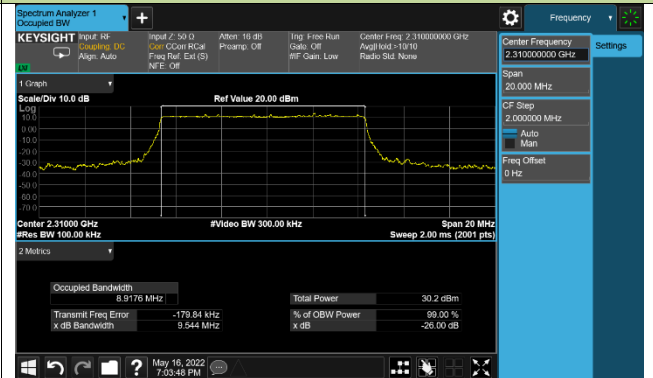 Spectrum Analyzer 1
Occupied BW
Frequency
KEYSIGHT Input: RF
Coupling: DC
Align: Auto
Input Z: 50 Ω
Corr CCorr RCal
Freq Ref: Ext (S)
NFE: Off
Atten: 16 dB
Preamp: Off
Trig: Free Run
Gate: Off
#IF Gain: Low
Center Freq: 2.310000000 GHz
Avg|Hold:>10/10
Radio Std: None
Center Frequency
2.310000000 GHz
Settings
Span
20.000 MHz
CF Step
2.000000 MHz
Auto
Man
Freq Offset
0 Hz
1 Graph
Scale/Div 10.0 dB
Ref Value 20.00 dBm
Log
10.0
0.00
-10.0
-20.0
-30.0
-40.0
-50.0
-60.0
-70.0
Center 2.31000 GHz
#Video BW 300.00 kHz
Span 20 MHz
#Res BW 100.00 kHz
Sweep 2.00 ms (2001 pts)
2 Metrics
Occupied Bandwidth
8.9176 MHz
Total Power 30.2 dBm
Transmit Freq Error -179.84 kHz
% of OBW Power 99.00 %
x dB Bandwidth 9.544 MHz
x dB -26.00 dB
May 16, 2022
7:03:48 PM